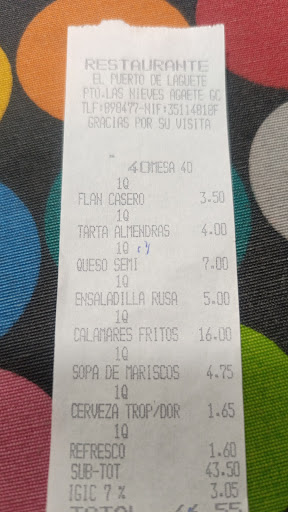 RESTAURANTE
EL PUERTO DE LAGUETE
PTO.LAS NIEVES AGAETE GC
TLF:898477-NIF:35114818F
GRACIAS POR SU VISITA
40MESA 40
1Q
FLAN CASERO 3.50
1Q
TARTA ALMENDRAS 4.00
1Q
QUESO SEMI 7.00
1Q
ENSALADILLA RUSA 5.00
1Q
CALAMARES FRITOS 16.00
1Q
SOPA DE MARISCOS 4.75
1Q
CERVEZA TROP/DOR 1.65
1Q
REFRESCO 1.60
SUB-TOT 43.50
IGIC 7 % 3.05
TOTAL